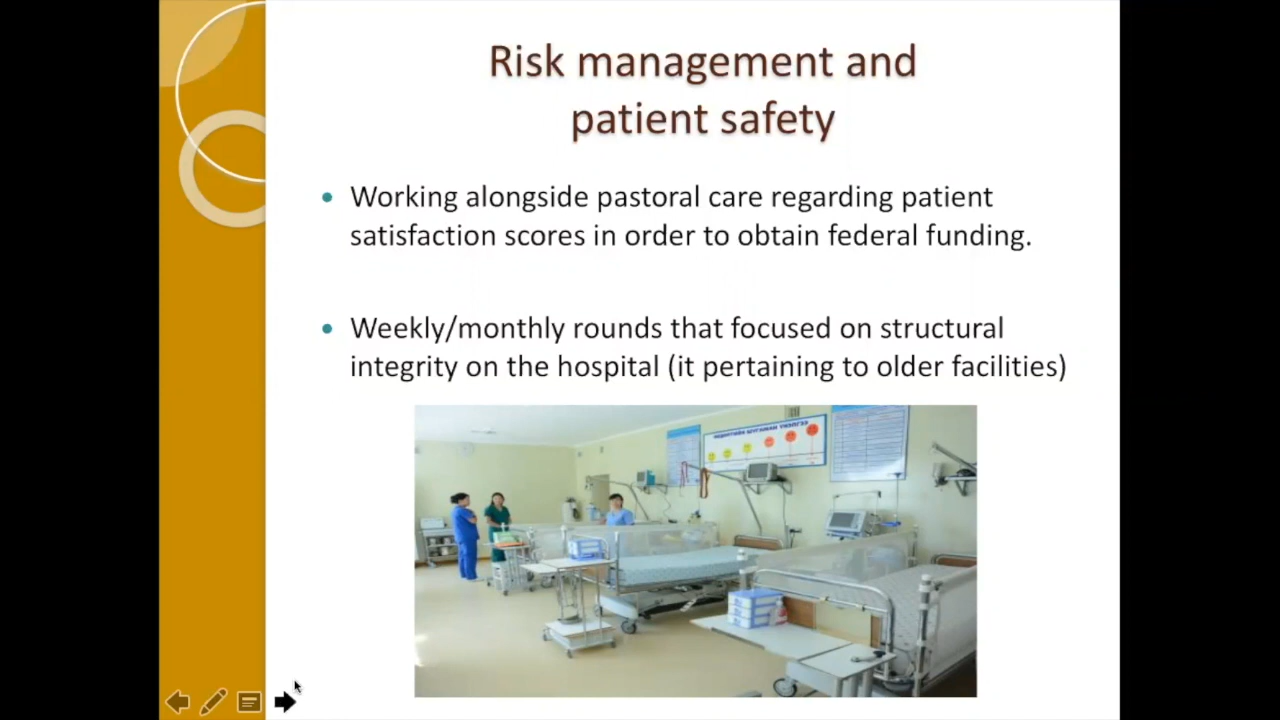 Risk management and
patient safety
Working alongside pastoral care regarding patient
satisfaction scores in order to obtain federal funding.
Weekly/monthly rounds that focused on structural
integrity on the hospital (it pertaining to older facilities)